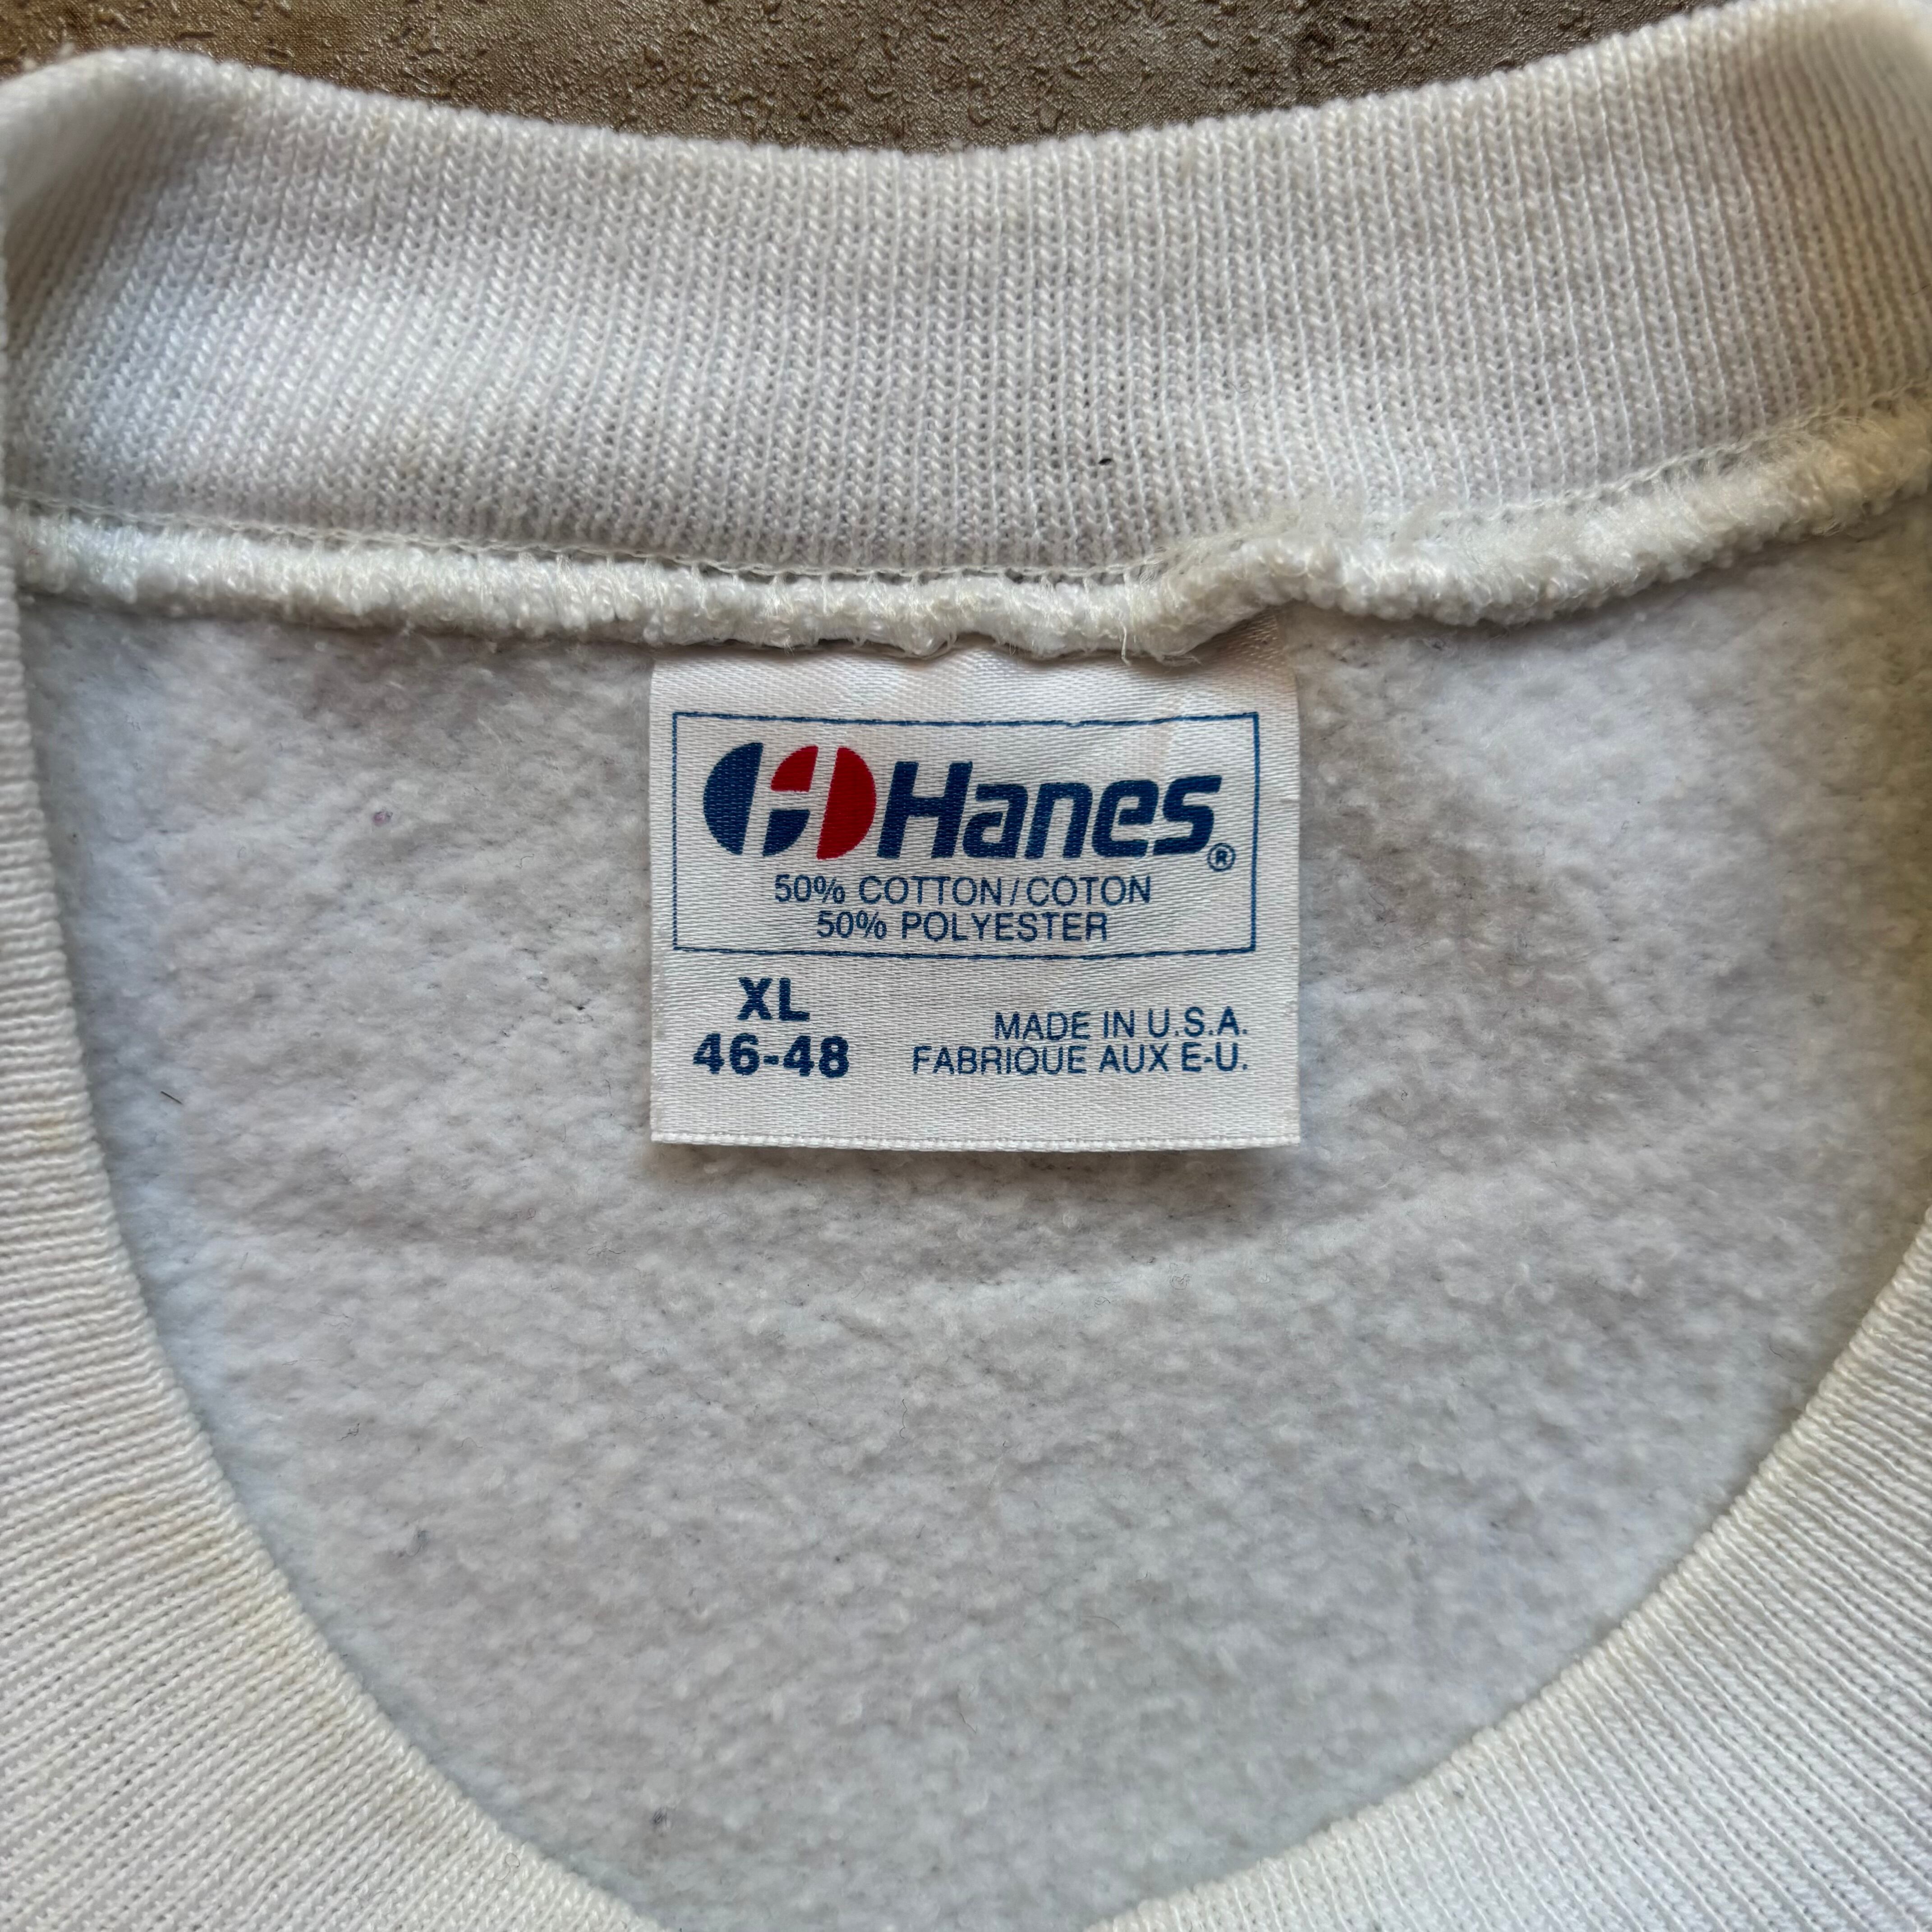 Hanes®
50% COTTON/COTON
50% POLYESTER
XL
46-48
MADE IN U.S.A.
FABRIQUE AUX E-U.